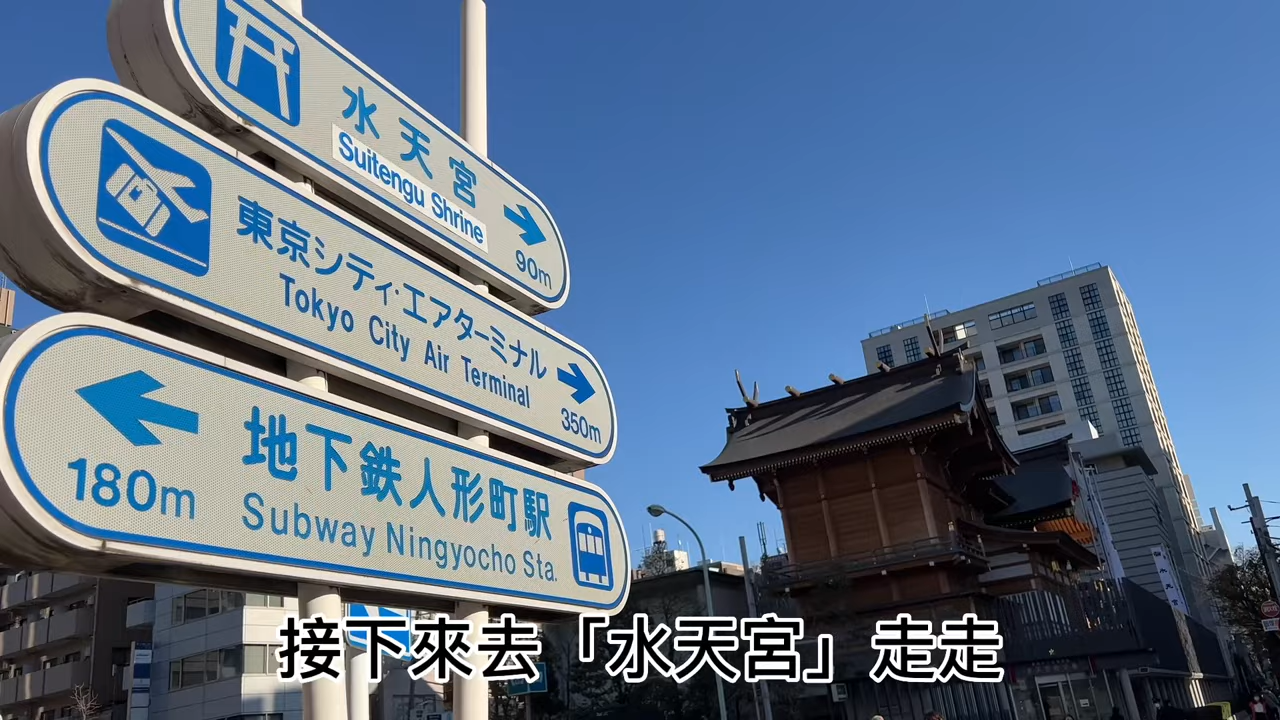 水天宮
Suitengu Shrine
90m
東京シティ・エアターミナル
Tokyo City Air Terminal
350m
180m
地下鉄人形町駅
Subway Ningyocho Sta.
接下來去「水天宮」走走